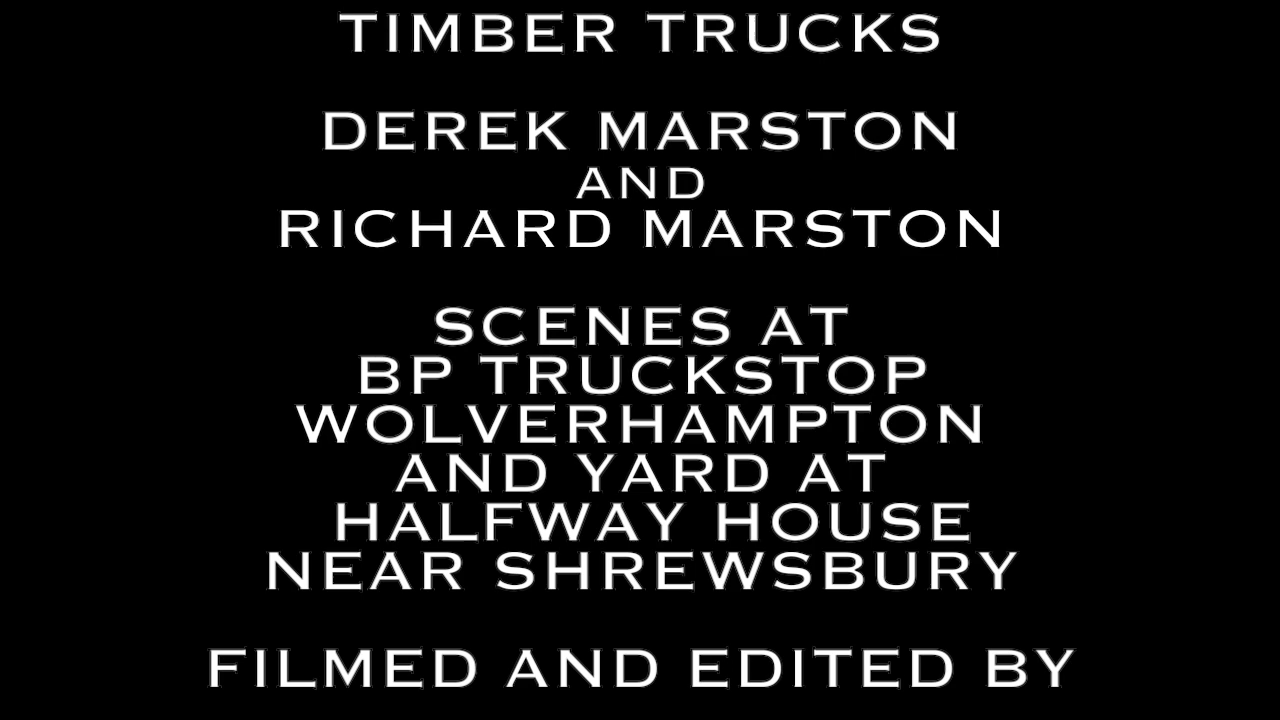 TIMBER TRUCKS
DEREK MARSTON
AND
RICHARD MARSTON
SCENES AT
BP TRUCKSTOP
WOLVERHAMPTON
AND YARD AT
HALFWAY HOUSE
NEAR SHREWSBURY
FILMED AND EDITED BY